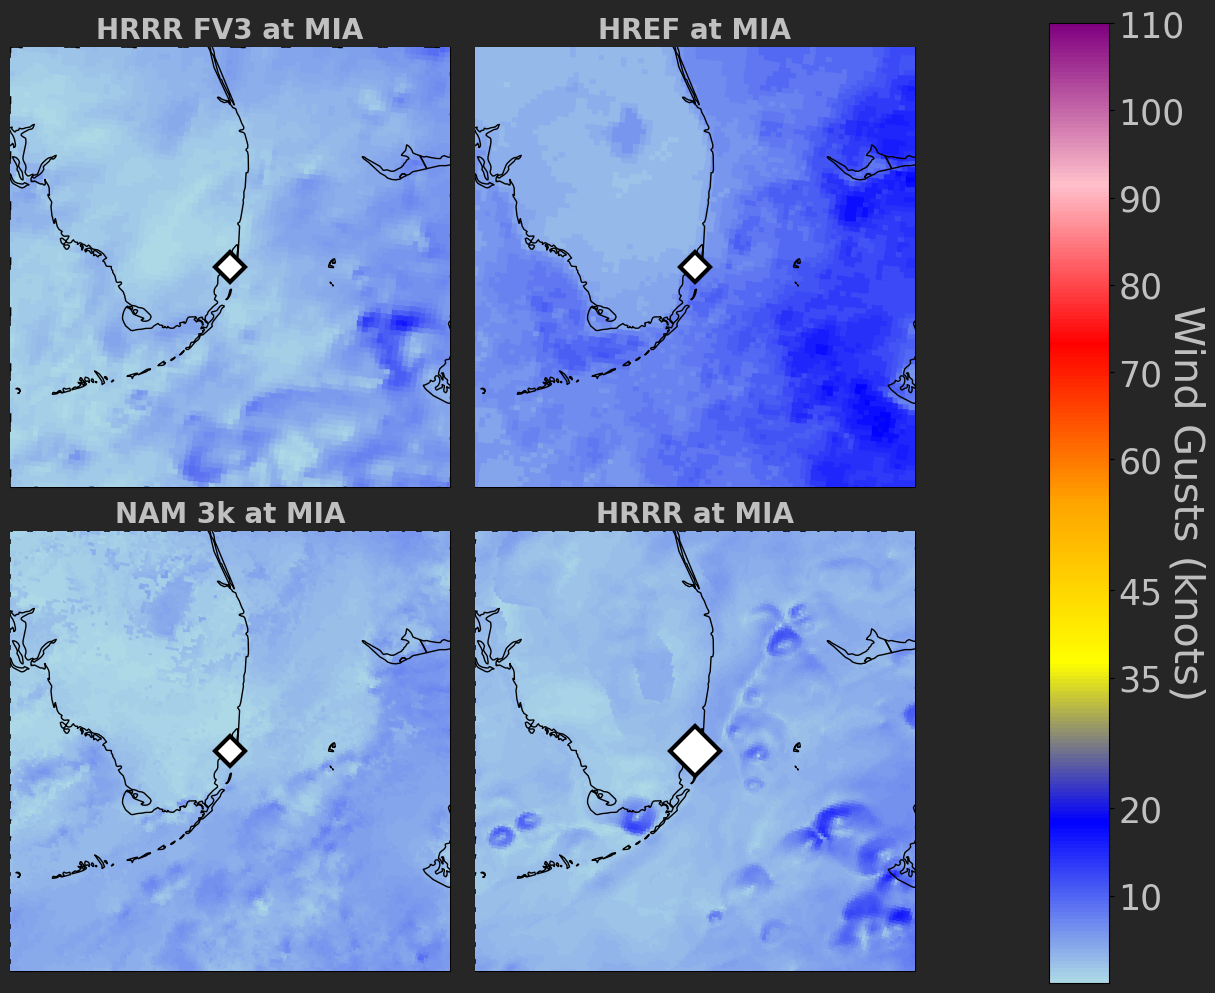 HRRR FV3 at MIA
HREF at MIA
NAM 3k at MIA
HRRR at MIA
110
100
90
80
70
60
45
35
20
10
Wind Gusts (knots)